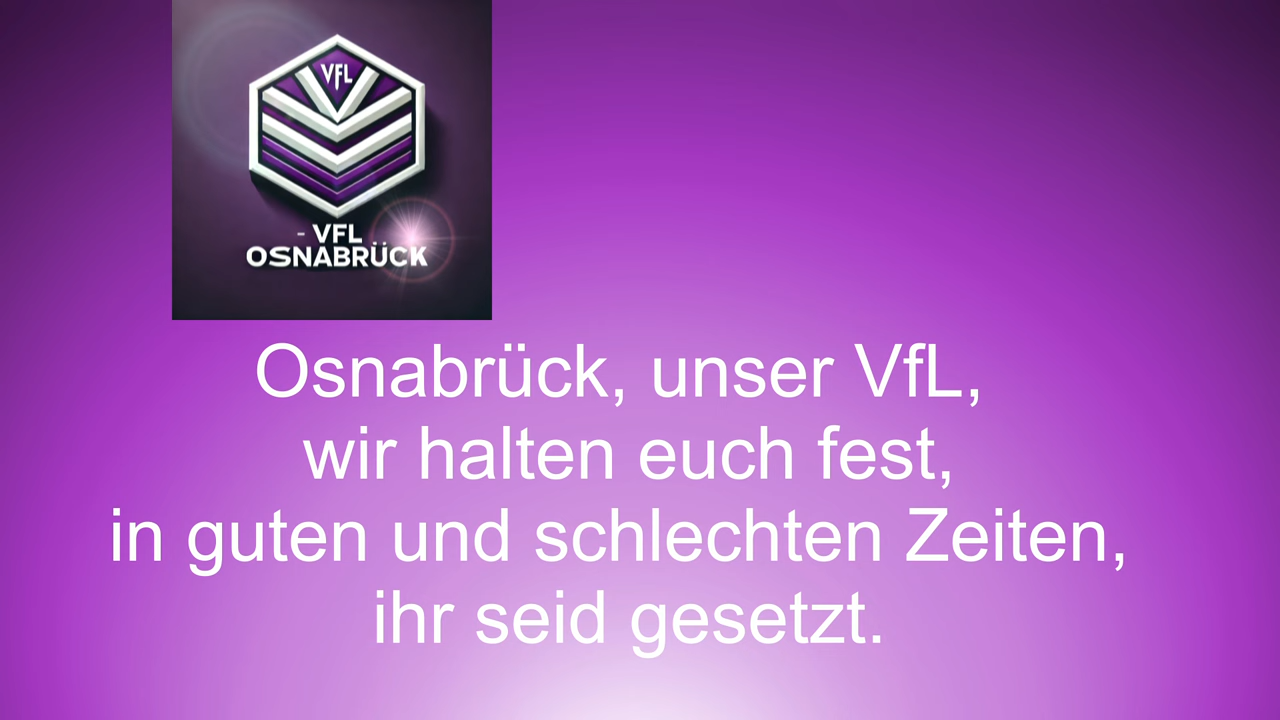 VFL
- VFL
OSNABRÜCK
Osnabrück, unser VfL,
wir halten euch fest,
in guten und schlechten Zeiten,
ihr seid gesetzt.